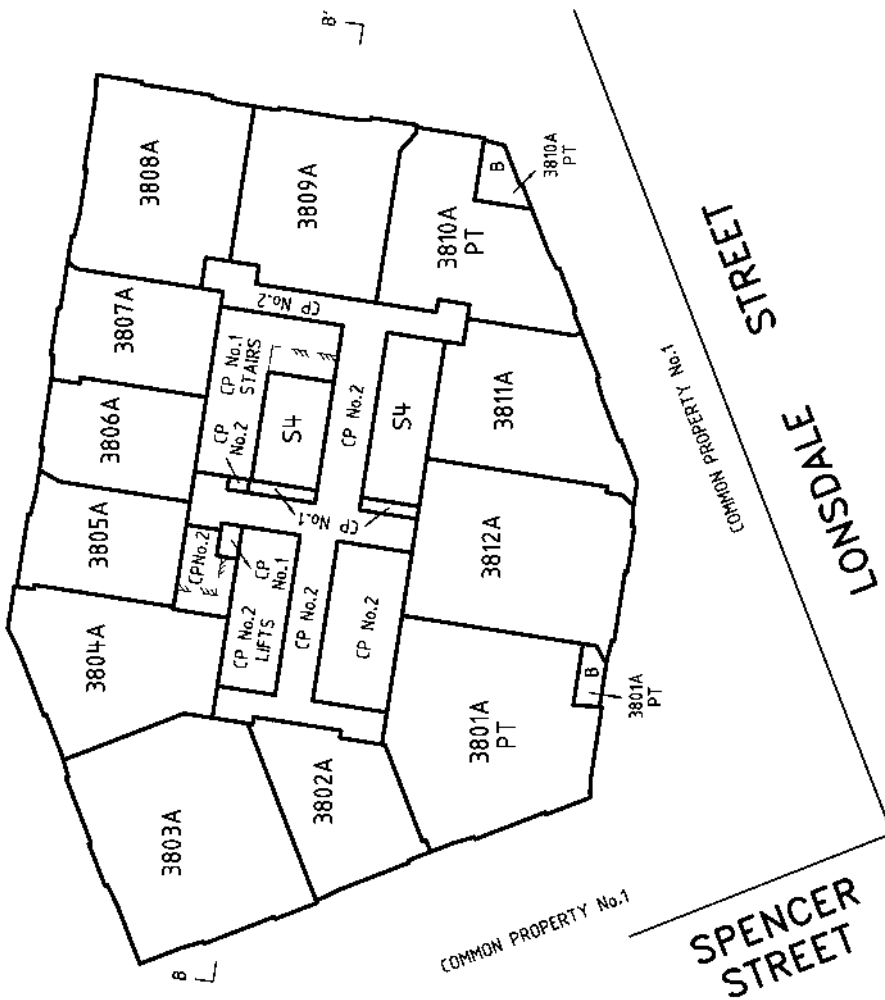 B'
3808A
3809A
B
3810A
PT
3810A
PT
3807A
CP No.2
CP No.1
STAIRS
3806A
CP
No.2
S4
CP No.2
S4
3811A
STREET
COMMON PROPERTY No.1
LONSDALE
3805A
CP No.1
CP No.2
CP
No.1
3812A
3804A
CP No.2
LIFTS
CP No.2
CP No.2
B
3801A
PT
3801A
PT
3802A
3803A
COMMON PROPERTY No.1
SPENCER
STREET
B